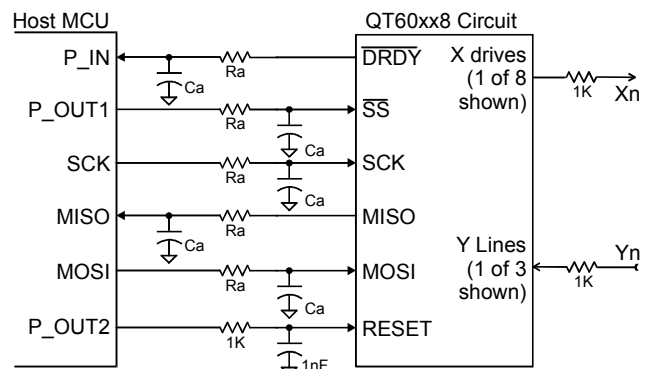 Host MCU
QT60xx8 Circuit
P_IN
Ra
Ca
DRDY
X drives
(1 of 8
shown)
1K
Xn
P_OUT1
Ra
Ca
SS
SCK
Ra
Ca
SCK
MISO
Ra
Ca
MISO
Y Lines
(1 of 3
shown)
1K
Yn
MOSI
Ra
Ca
MOSI
P_OUT2
1K
1nF
RESET